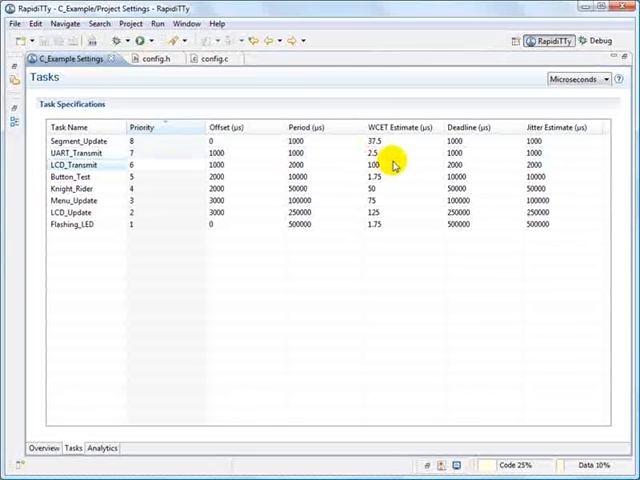 C_Example/Project Settings - RapidiTTy
File Edit Navigate Search Project Run Window Help
RapidiTTy Debug
C_Example Settings config.h config.c
Tasks
Microseconds
Task Specifications
Task Name Priority Offset (µs) Period (µs) WCET Estimate (µs) Deadline (µs) Jitter Estimate (µs)
Segment_Update 8 0 1000 37.5 1000 1000
UART_Transmit 7 1000 1000 2.5 1000 1000
LCD_Transmit 6 1000 2000 100 2000 2000
Button_Test 5 2000 10000 1.75 10000 10000
Knight_Rider 4 2000 50000 50 50000 50000
Menu_Update 3 3000 100000 75 100000 100000
LCD_Update 2 3000 250000 125 250000 250000
Flashing_LED 1 0 500000 1.75 500000 500000
Overview Tasks Analytics
Code 25% Data 10%